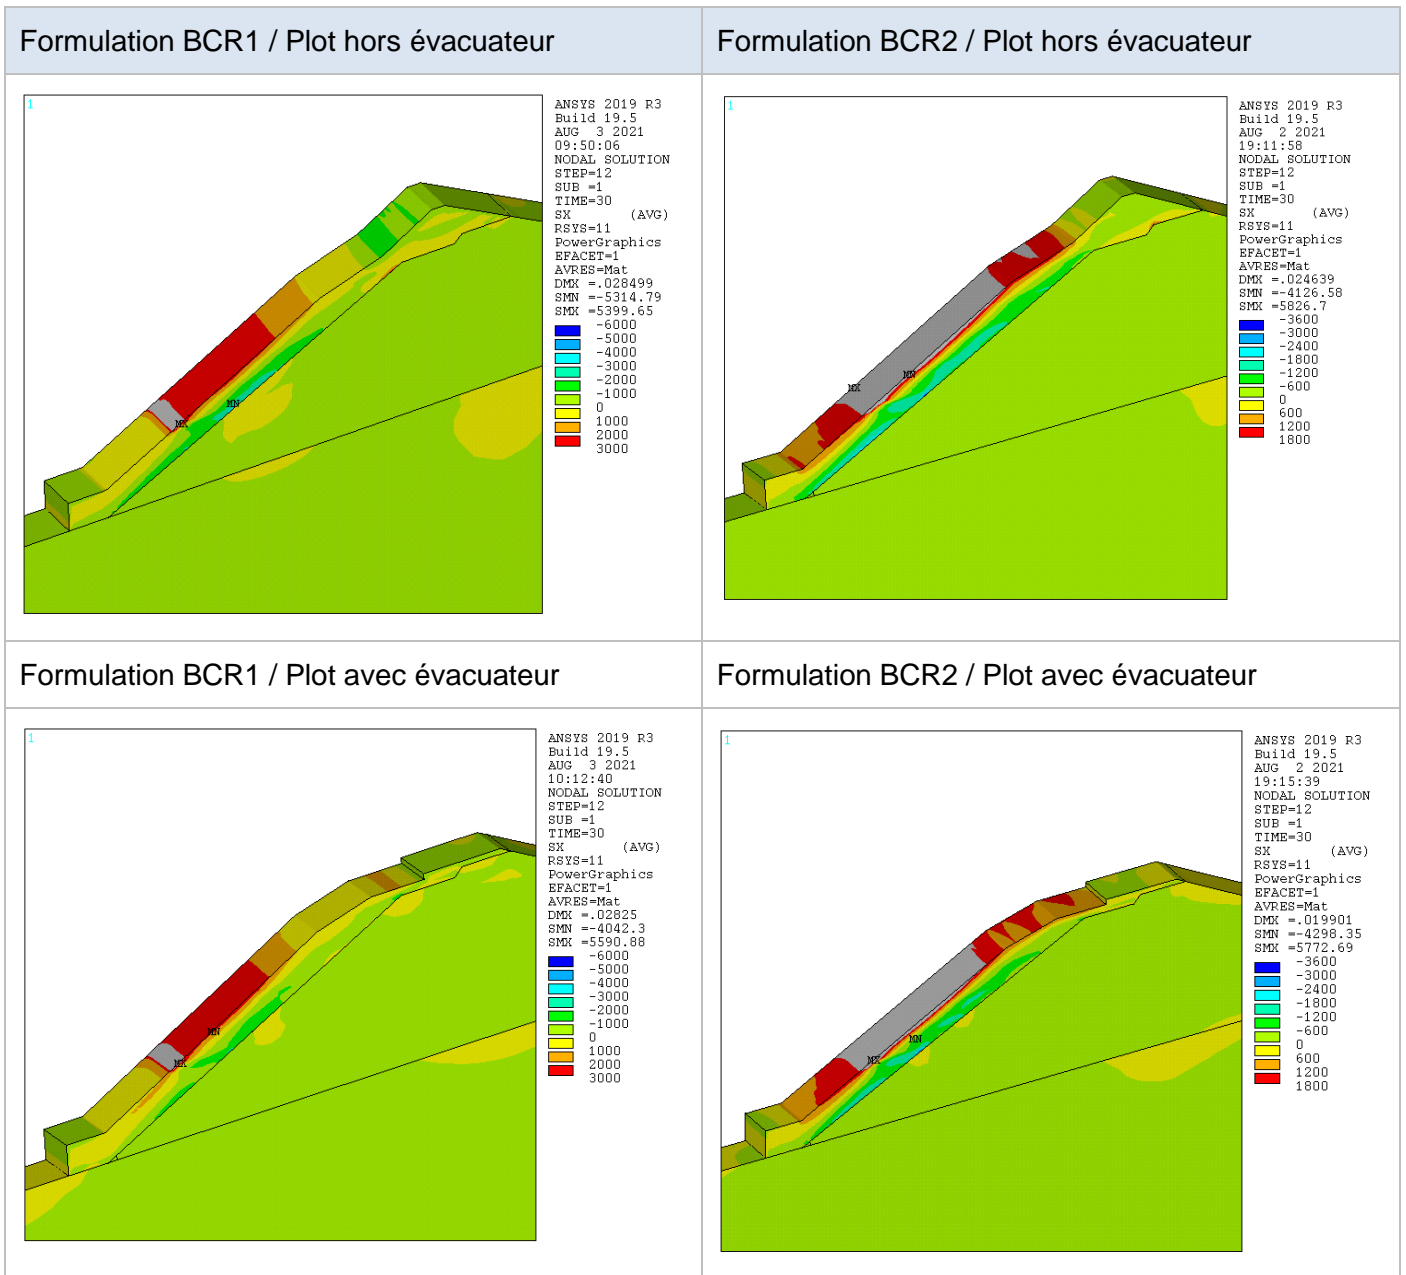 Formulation BCR1 / Plot hors évacuateur
Formulation BCR2 / Plot hors évacuateur
1
ANSYS 2019 R3
Build 19.5
AUG  3 2021
09:50:06
NODAL SOLUTION
STEP=12
SUB =1
TIME=30
SX       (AVG)
RSYS=11
PowerGraphics
EFACET=1
AVRES=Mat
DMX =.028499
SMN =-5314.79
SMX =5399.65
-6000
-5000
-4000
-3000
-2000
-1000
0
1000
2000
3000
MN
MX
1
ANSYS 2019 R3
Build 19.5
AUG  2 2021
19:11:58
NODAL SOLUTION
STEP=12
SUB =1
TIME=30
SX       (AVG)
RSYS=11
PowerGraphics
EFACET=1
AVRES=Mat
DMX =.024639
SMN =-4126.58
SMX =5826.7
-3600
-3000
-2400
-1800
-1200
-600
0
600
1200
1800
MN
MX
Formulation BCR1 / Plot avec évacuateur
Formulation BCR2 / Plot avec évacuateur
1
ANSYS 2019 R3
Build 19.5
AUG  3 2021
10:12:40
NODAL SOLUTION
STEP=12
SUB =1
TIME=30
SX       (AVG)
RSYS=11
PowerGraphics
EFACET=1
AVRES=Mat
DMX =.02825
SMN =-4042.3
SMX =5590.88
-6000
-5000
-4000
-3000
-2000
-1000
0
1000
2000
3000
MN
MX
1
ANSYS 2019 R3
Build 19.5
AUG  2 2021
19:15:39
NODAL SOLUTION
STEP=12
SUB =1
TIME=30
SX       (AVG)
RSYS=11
PowerGraphics
EFACET=1
AVRES=Mat
DMX =.019901
SMN =-4298.35
SMX =5772.69
-3600
-3000
-2400
-1800
-1200
-600
0
600
1200
1800
MN
MX